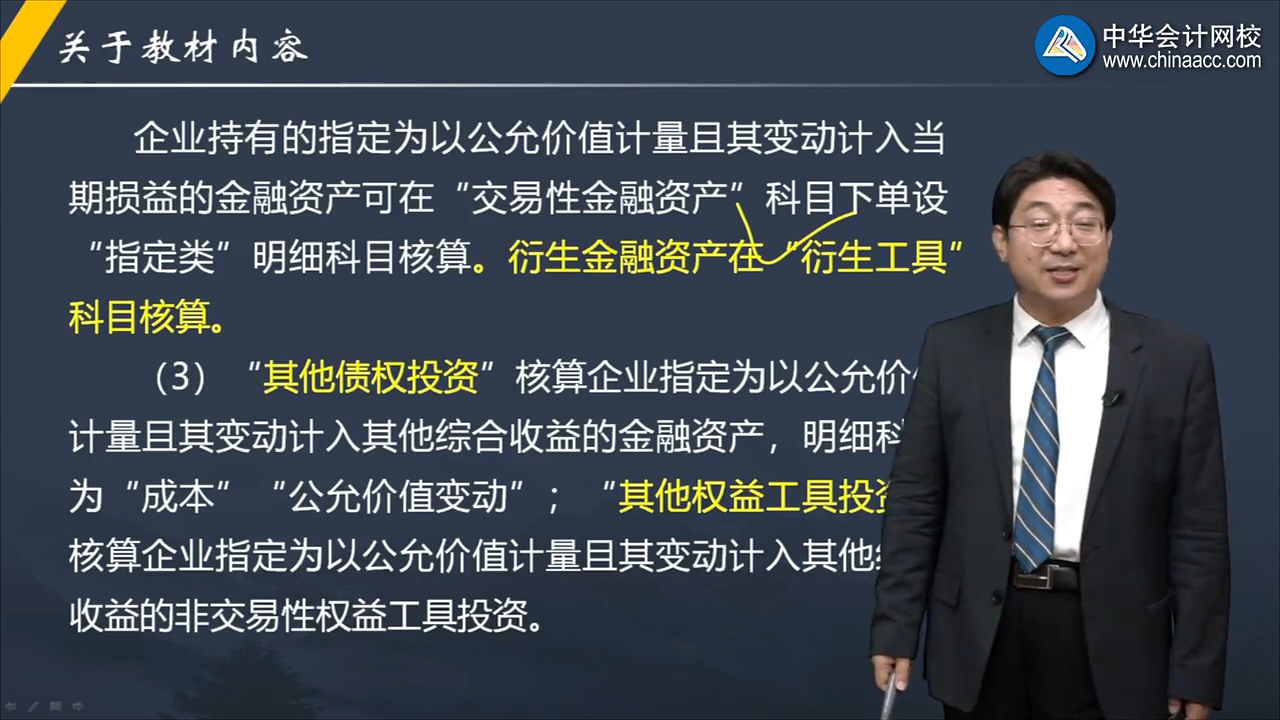 关于教材内容
中华会计网校
www.chinaacc.com
企业持有的指定为以公允价值计量且其变动计入当
期损益的金融资产可在“交易性金融资产”科目下单设
“指定类”明细科目核算。衍生金融资产在“衍生工具”
科目核算。
（3）“其他债权投资”核算企业指定为以公允价
计量且其变动计入其他综合收益的金融资产，明细科
为“成本”“公允价值变动”；“其他权益工具投资
核算企业指定为以公允价值计量且其变动计入其他
收益的非交易性权益工具投资。